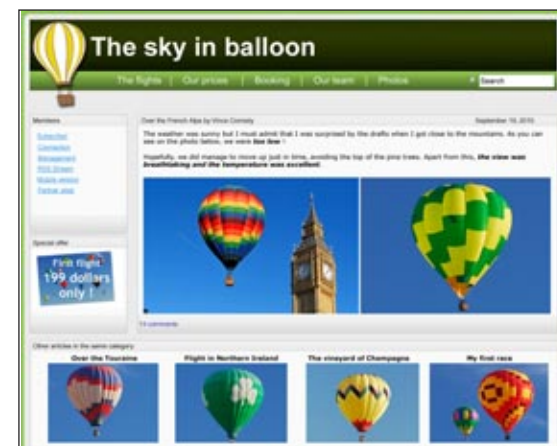 The sky in balloon
The flights | Our prices | Booking | Our team | Photos
Search
Members
Subscriber
Connection
Management
RSS Stream
Mobile version
Partner sites
Special offer
First flight
199 dollars
only !
Over the French Alps by Vince Connely
September 19, 2010
The weather was sunny but I must admit that I was surprised by the drafts when I got close to the mountains. As you can
see on the photo below, we were too low !
Hopefully, we did manage to move up just in time, avoiding the top of the pine trees. Apart from this, the view was
breathtaking and the temperature was excellent.
14 comments
Other articles in the same category
Over the Touraine
Flight in Northern Ireland
The vineyard of Champagne
My first race